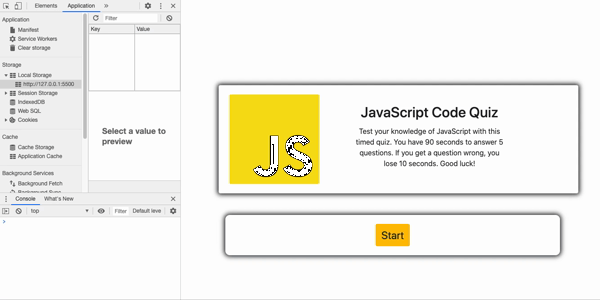 Elements
Application
»
Application
Filter
Manifest
Service Workers
Clear storage
Key
Value
Storage
Local Storage
http://127.0.0.1:5500
Session Storage
IndexedDB
Web SQL
Cookies
Cache
Cache Storage
Application Cache
Background Services
Background Fetch
Select a value to
preview
Console
What's New
top
Filter
Default leve
JS
JavaScript Code Quiz
Test your knowledge of JavaScript with this
timed quiz. You have 90 seconds to answer 5
questions. If you get a question wrong, you
lose 10 seconds. Good luck!
Start